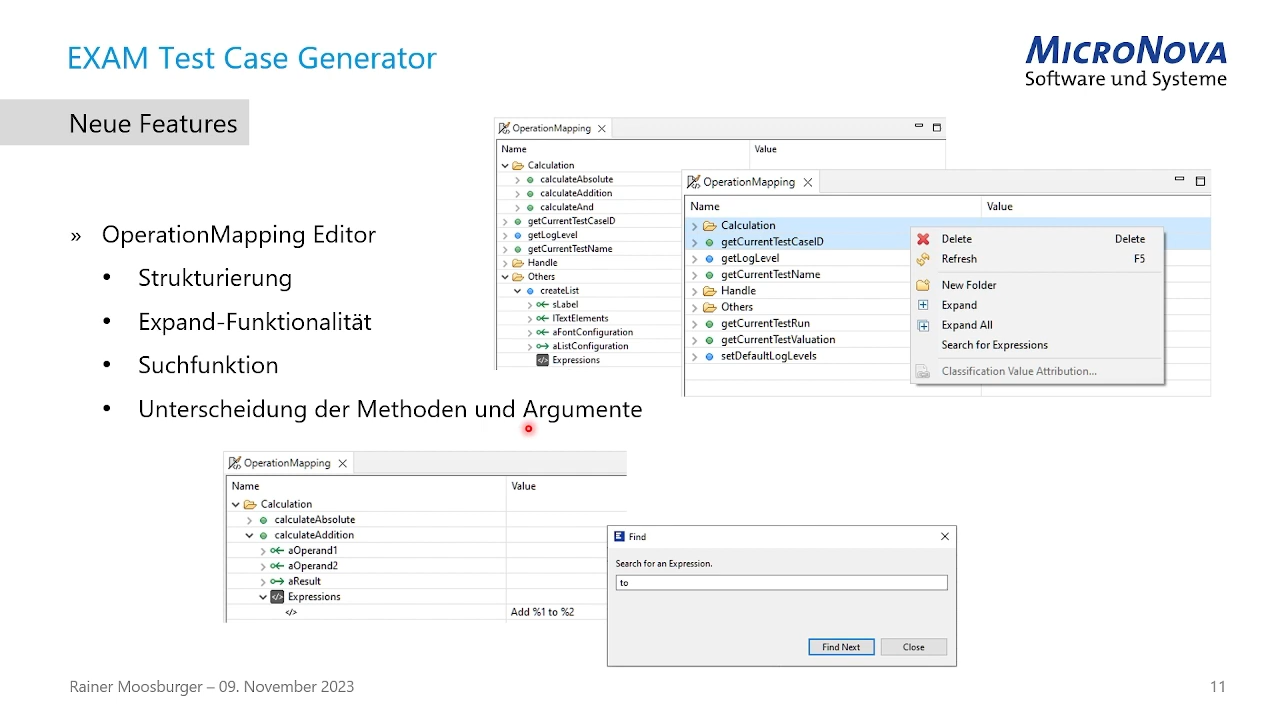 EXAM Test Case Generator
MICRONOVA
Software und Systeme
Neue Features
» OperationMapping Editor
• Strukturierung
• Expand-Funktionalität
• Suchfunktion
• Unterscheidung der Methoden und Argumente
OperationMapping
Name Value
Calculation
calculateAbsolute
calculateAddition
calculateAnd
getCurrentTestCaseID
getLogLevel
getCurrentTestName
Handle
Others
createList
sLabel
lTextElements
aFontConfiguration
aListConfiguration
Expressions
OperationMapping
Name Value
Calculation
getCurrentTestCaseID
getLogLevel
getCurrentTestName
Handle
Others
getCurrentTestRun
getCurrentTestValuation
setDefaultLogLevels
Delete Delete
Refresh F5
New Folder
Expand
Expand All
Search for Expressions
Classification Value Attribution...
OperationMapping
Name Value
Calculation
calculateAbsolute
calculateAddition
aOperand1
aOperand2
aResult
Expressions
</> Add %1 to %2
Find
Search for an Expression.
to
Find Next Close
Rainer Moosburger – 09. November 2023
11